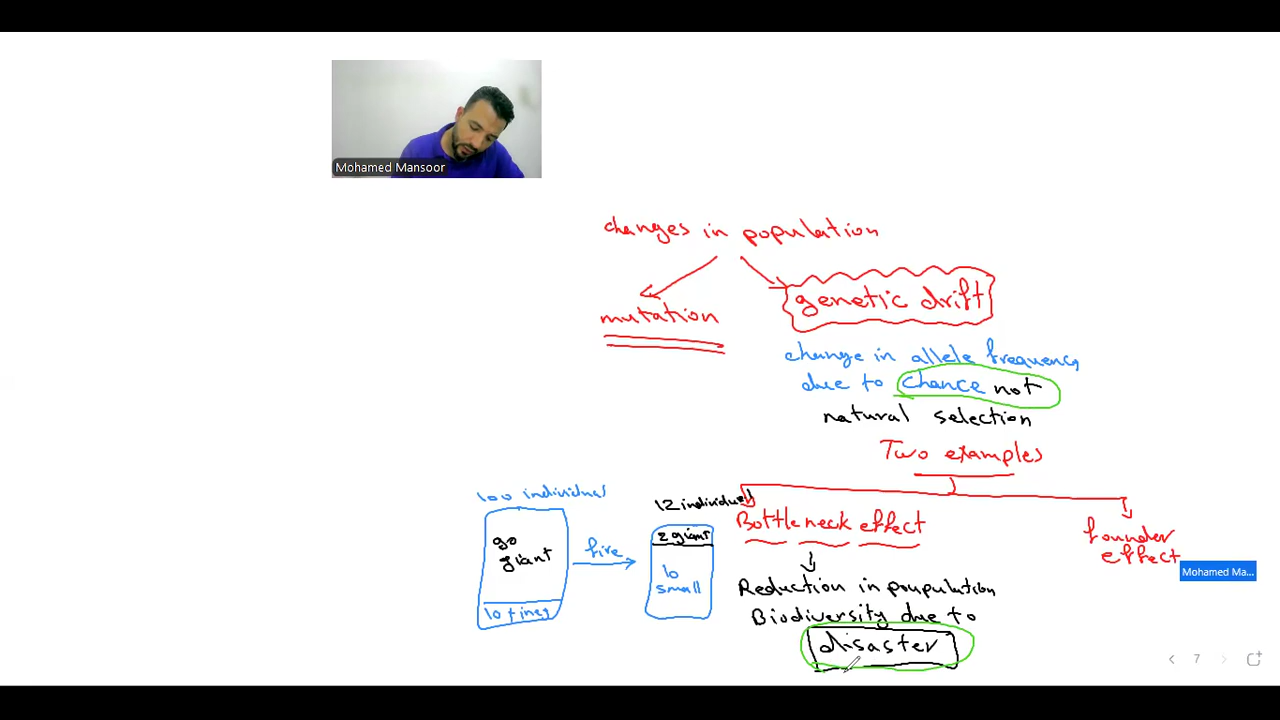 Mohamed Mansoor
changes in population
mutation
genetic drift
change in allele frequency
due to chance not
natural selection
Two examples
100 individual
90
giant
10 tiney
fire
12 individual
2 giant
10
small
Bottleneck effect
Reduction in poupulation
Biodiversity due to
disaster
founder
effect
Mohamed Ma...
7